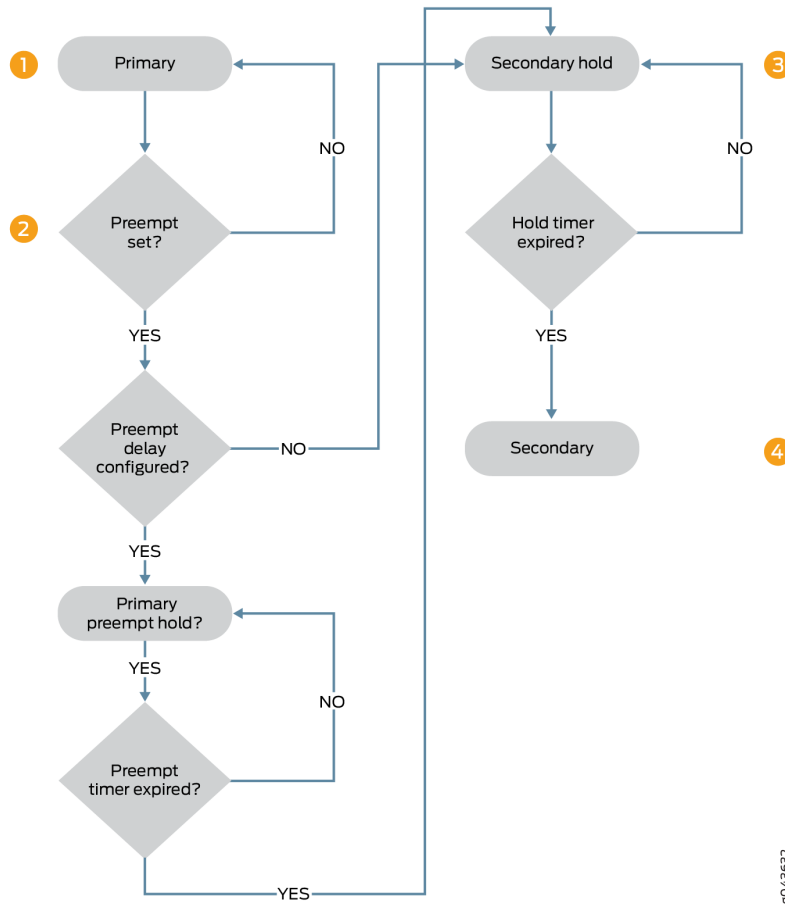 1
Primary
NO
2
Preempt
set?
YES
Preempt
delay
configured?
NO
YES
Primary
preempt hold?
YES
NO
Preempt
timer expired?
YES
Secondary hold
3
NO
Hold timer
expired?
YES
Secondary
4